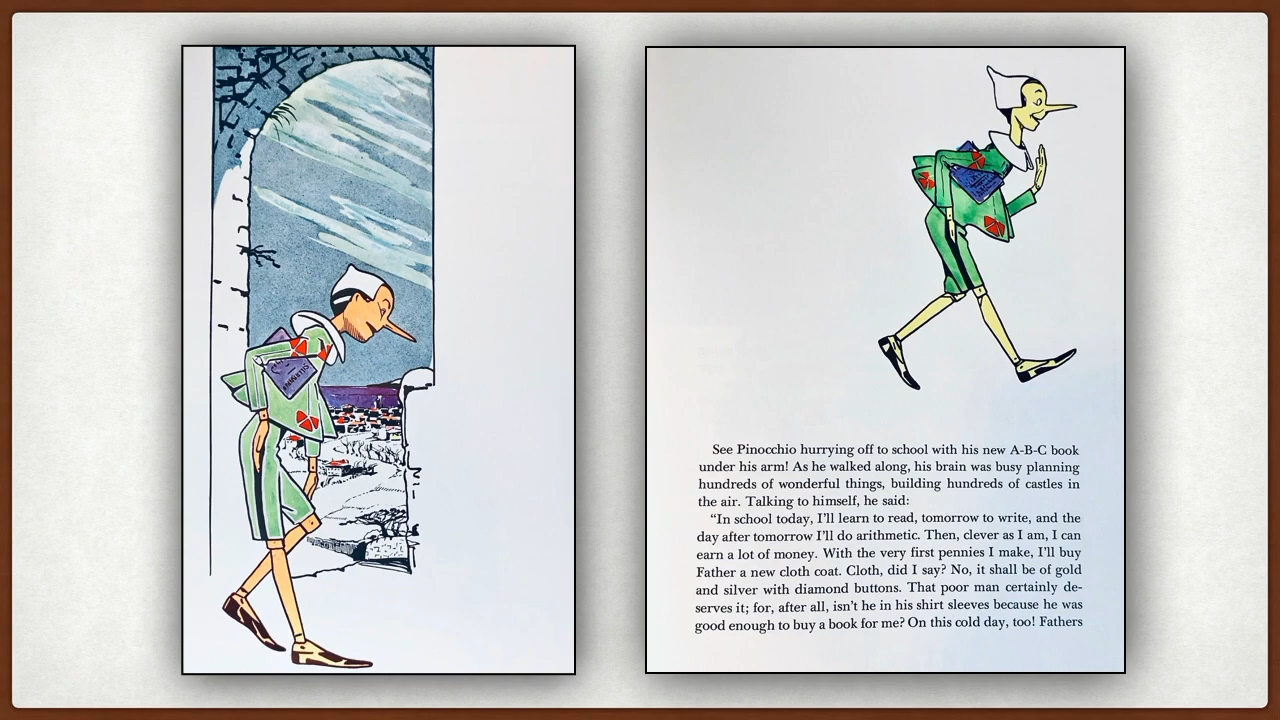 See Pinocchio hurrying off to school with his new A-B-C book
under his arm! As he walked along, his brain was busy planning
hundreds of wonderful things, building hundreds of castles in
the air. Talking to himself, he said:
“In school today, I’ll learn to read, tomorrow to write, and the
day after tomorrow I’ll do arithmetic. Then, clever as I am, I can
earn a lot of money. With the very first pennies I make, I’ll buy
Father a new cloth coat. Cloth, did I say? No, it shall be of gold
and silver with diamond buttons. That poor man certainly de-
serves it; for, after all, isn’t he in his shirt sleeves because he was
good enough to buy a book for me? On this cold day, too! Fathers